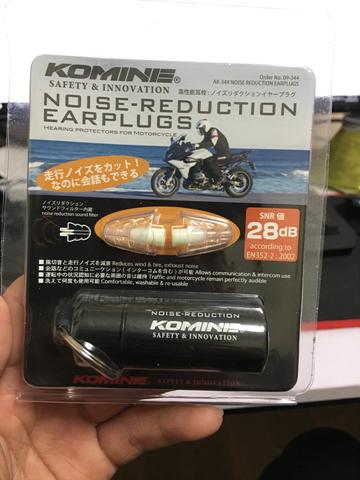 KOMINE®
SAFETY & INNOVATION
Order No. 09-344
AK-344 NOISE REDUCTION EARPLUGS
高性能耳栓：ノイズリダクションイヤープラグ
NOISE-REDUCTION
EARPLUGS
HEARING PROTECTORS FOR MOTORCYCLE
走行ノイズをカット！
なのに会話もできる。
ノイズリダクション
サウンドフィルター内蔵
noise reduction sound filter
SNR 値
28dB
according to
EN352-2 : 2002
■ 風切音と走行ノイズを減衰 Reduces wind & tire, exhaust noise
■ 会話などのコミュニケーション（インターコムを含む）が可能 Allows communication & intercom use
■ 運転中の状況認知に必要な周囲の音は維持 Traffic and motorcycle remain perfectly audible
■ 洗えて何度も使用可能 Comfortable, washable & re-usable
NOISE-REDUCTION
KOMINE
SAFETY & INNOVATION
KOMINE
SAFETY & INNOVATION